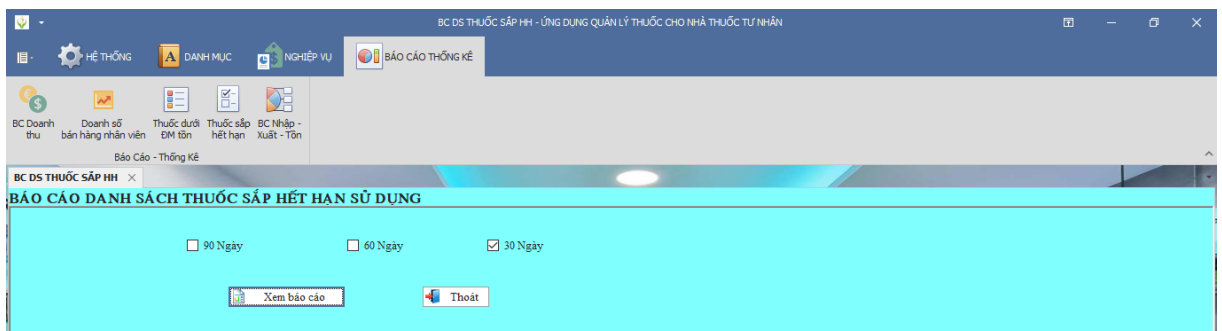 BC DS THUỐC SẮP HH - ỨNG DỤNG QUẢN LÝ THUỐC CHO NHÀ THUỐC TƯ NHÂN
HỆ THỐNG
DANH MỤC
NGHIỆP VỤ
BÁO CÁO THỐNG KÊ
BC Doanh thu
Doanh số bán hàng nhân viên
Thuốc dưới ĐM tồn
Thuốc sắp hết hạn
BC Nhập - Xuất - Tồn
Báo Cáo - Thống Kê
BC DS THUỐC SẮP HH
BÁO CÁO DANH SÁCH THUỐC SẮP HẾT HẠN SỬ DỤNG
90 Ngày
60 Ngày
30 Ngày
Xem báo cáo
Thoát